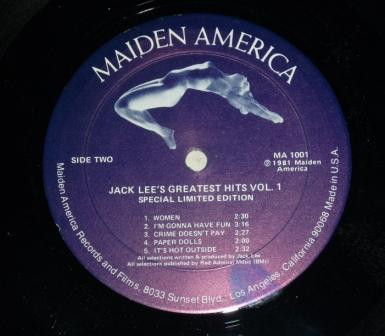 MAIDEN AMERICA
SIDE TWO
MA 1001
℗ 1981 Maiden
America
JACK LEE'S GREATEST HITS VOL. 1
SPECIAL LIMITED EDITION
1. WOMEN 2:30
2. I'M GONNA HAVE FUN 3:16
3. CRIME DOESN'T PAY 3:27
4. PAPER DOLLS 2:00
5. IT'S HOT OUTSIDE 2:32
All selections written & produced by Jack Lee
All selections published by Red Admiral Music (BMI)
Maiden America Records and Films, 8033 Sunset Blvd., Los Angeles, California 90068 Made in U.S.A.